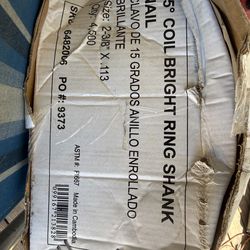 5° COIL BRIGHT RING SHANK
NAIL
CLAVO DE 15 GRADOS ANILLO ENROLLADO
BRILLANTE
Size: 2-3/8" X .113
Qty: 4,500
SKU: 6482006 PO #: 9373
ASTM #: F1667 Made in Cambodia